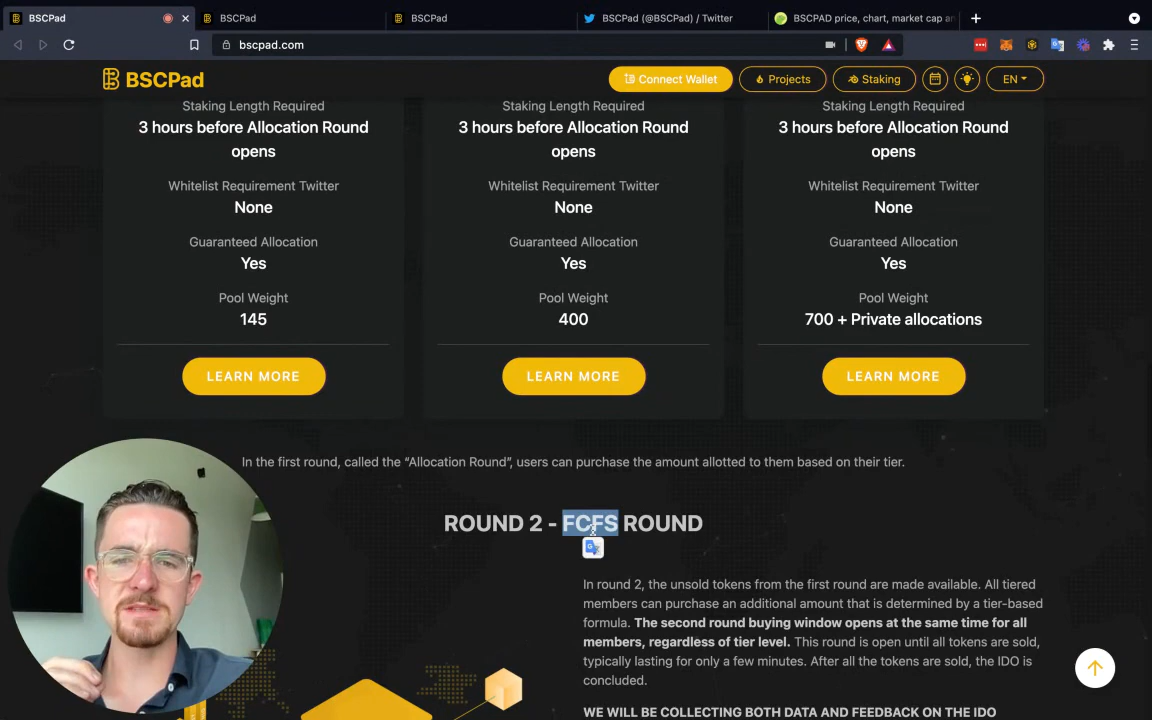 BSCPad
BSCPad
BSCPad
BSCPad (@BSCPad) / Twitter
BSCPAD price, chart, market cap an
bscpad.com
BSCPad
Connect Wallet
Projects
Staking
EN
Staking Length Required
3 hours before Allocation Round
opens
Whitelist Requirement Twitter
None
Guaranteed Allocation
Yes
Pool Weight
145
LEARN MORE
Staking Length Required
3 hours before Allocation Round
opens
Whitelist Requirement Twitter
None
Guaranteed Allocation
Yes
Pool Weight
400
LEARN MORE
Staking Length Required
3 hours before Allocation Round
opens
Whitelist Requirement Twitter
None
Guaranteed Allocation
Yes
Pool Weight
700 + Private allocations
LEARN MORE
In the first round, called the “Allocation Round”, users can purchase the amount allotted to them based on their tier.
ROUND 2 - FCFS ROUND
In round 2, the unsold tokens from the first round are made available. All tiered
members can purchase an additional amount that is determined by a tier-based
formula. The second round buying window opens at the same time for all
members, regardless of tier level. This round is open until all tokens are sold,
typically lasting for only a few minutes. After all the tokens are sold, the IDO is
concluded.
WE WILL BE COLLECTING BOTH DATA AND FEEDBACK ON THE IDO